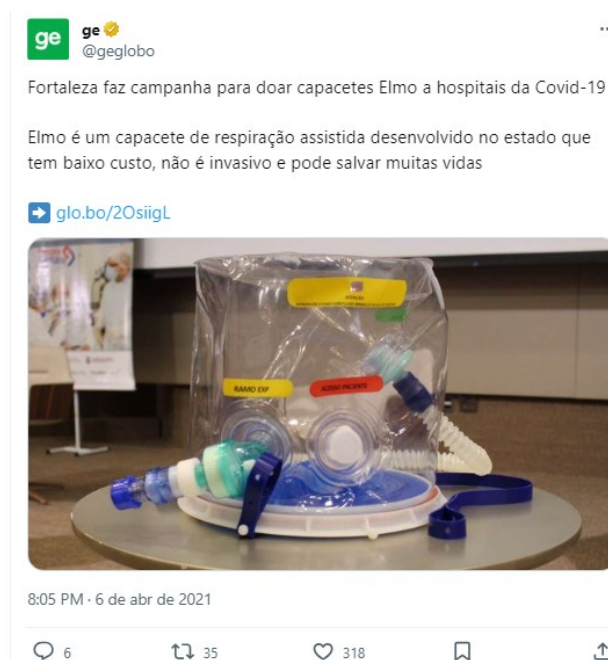 ge
ge
@geglobo
Fortaleza faz campanha para doar capacetes Elmo a hospitais da Covid-19
Elmo é um capacete de respiração assistida desenvolvido no estado que
tem baixo custo, não é invasivo e pode salvar muitas vidas
glo.bo/2OsiigL
ATENÇÃO
RAMO EXP
ACESSO PACIENTE
8:05 PM · 6 de abr de 2021
6
35
318